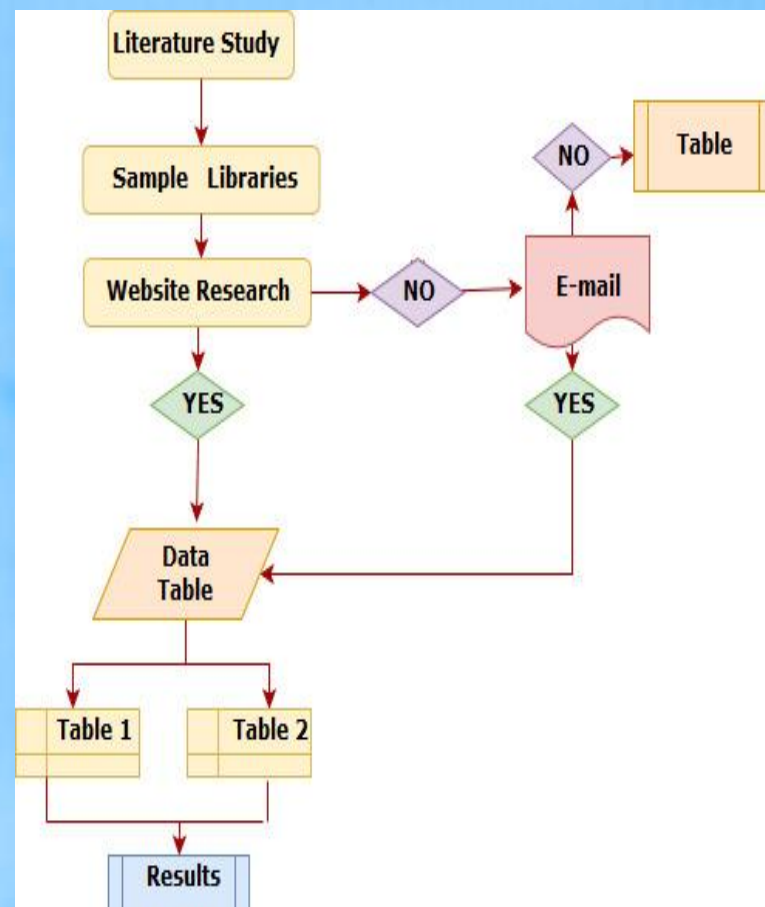 Literature Study
Sample Libraries
Website Research
NO
E-mail
NO
Table
YES
YES
Data
Table
Table 1
Table 2
Results